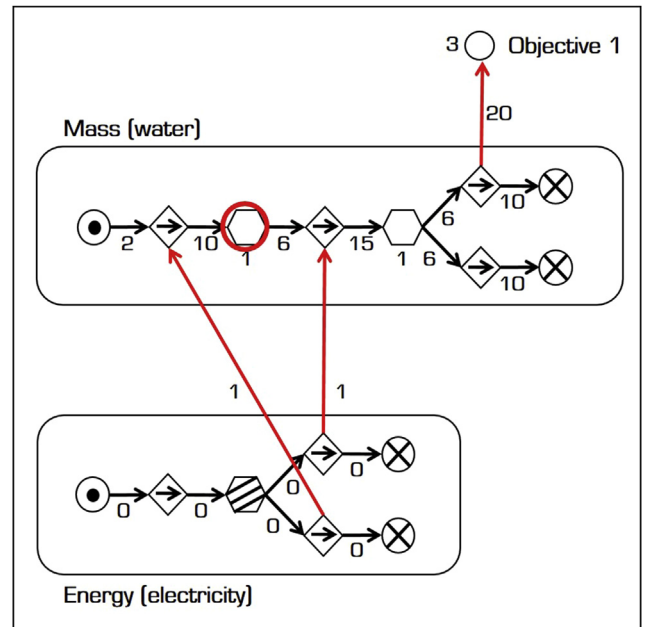 3 Objective 1
20
Mass (water)
6 10
2 10 1 6 15 1 6
10
1 1
0
0 0 0
0
0
Energy (electricity)